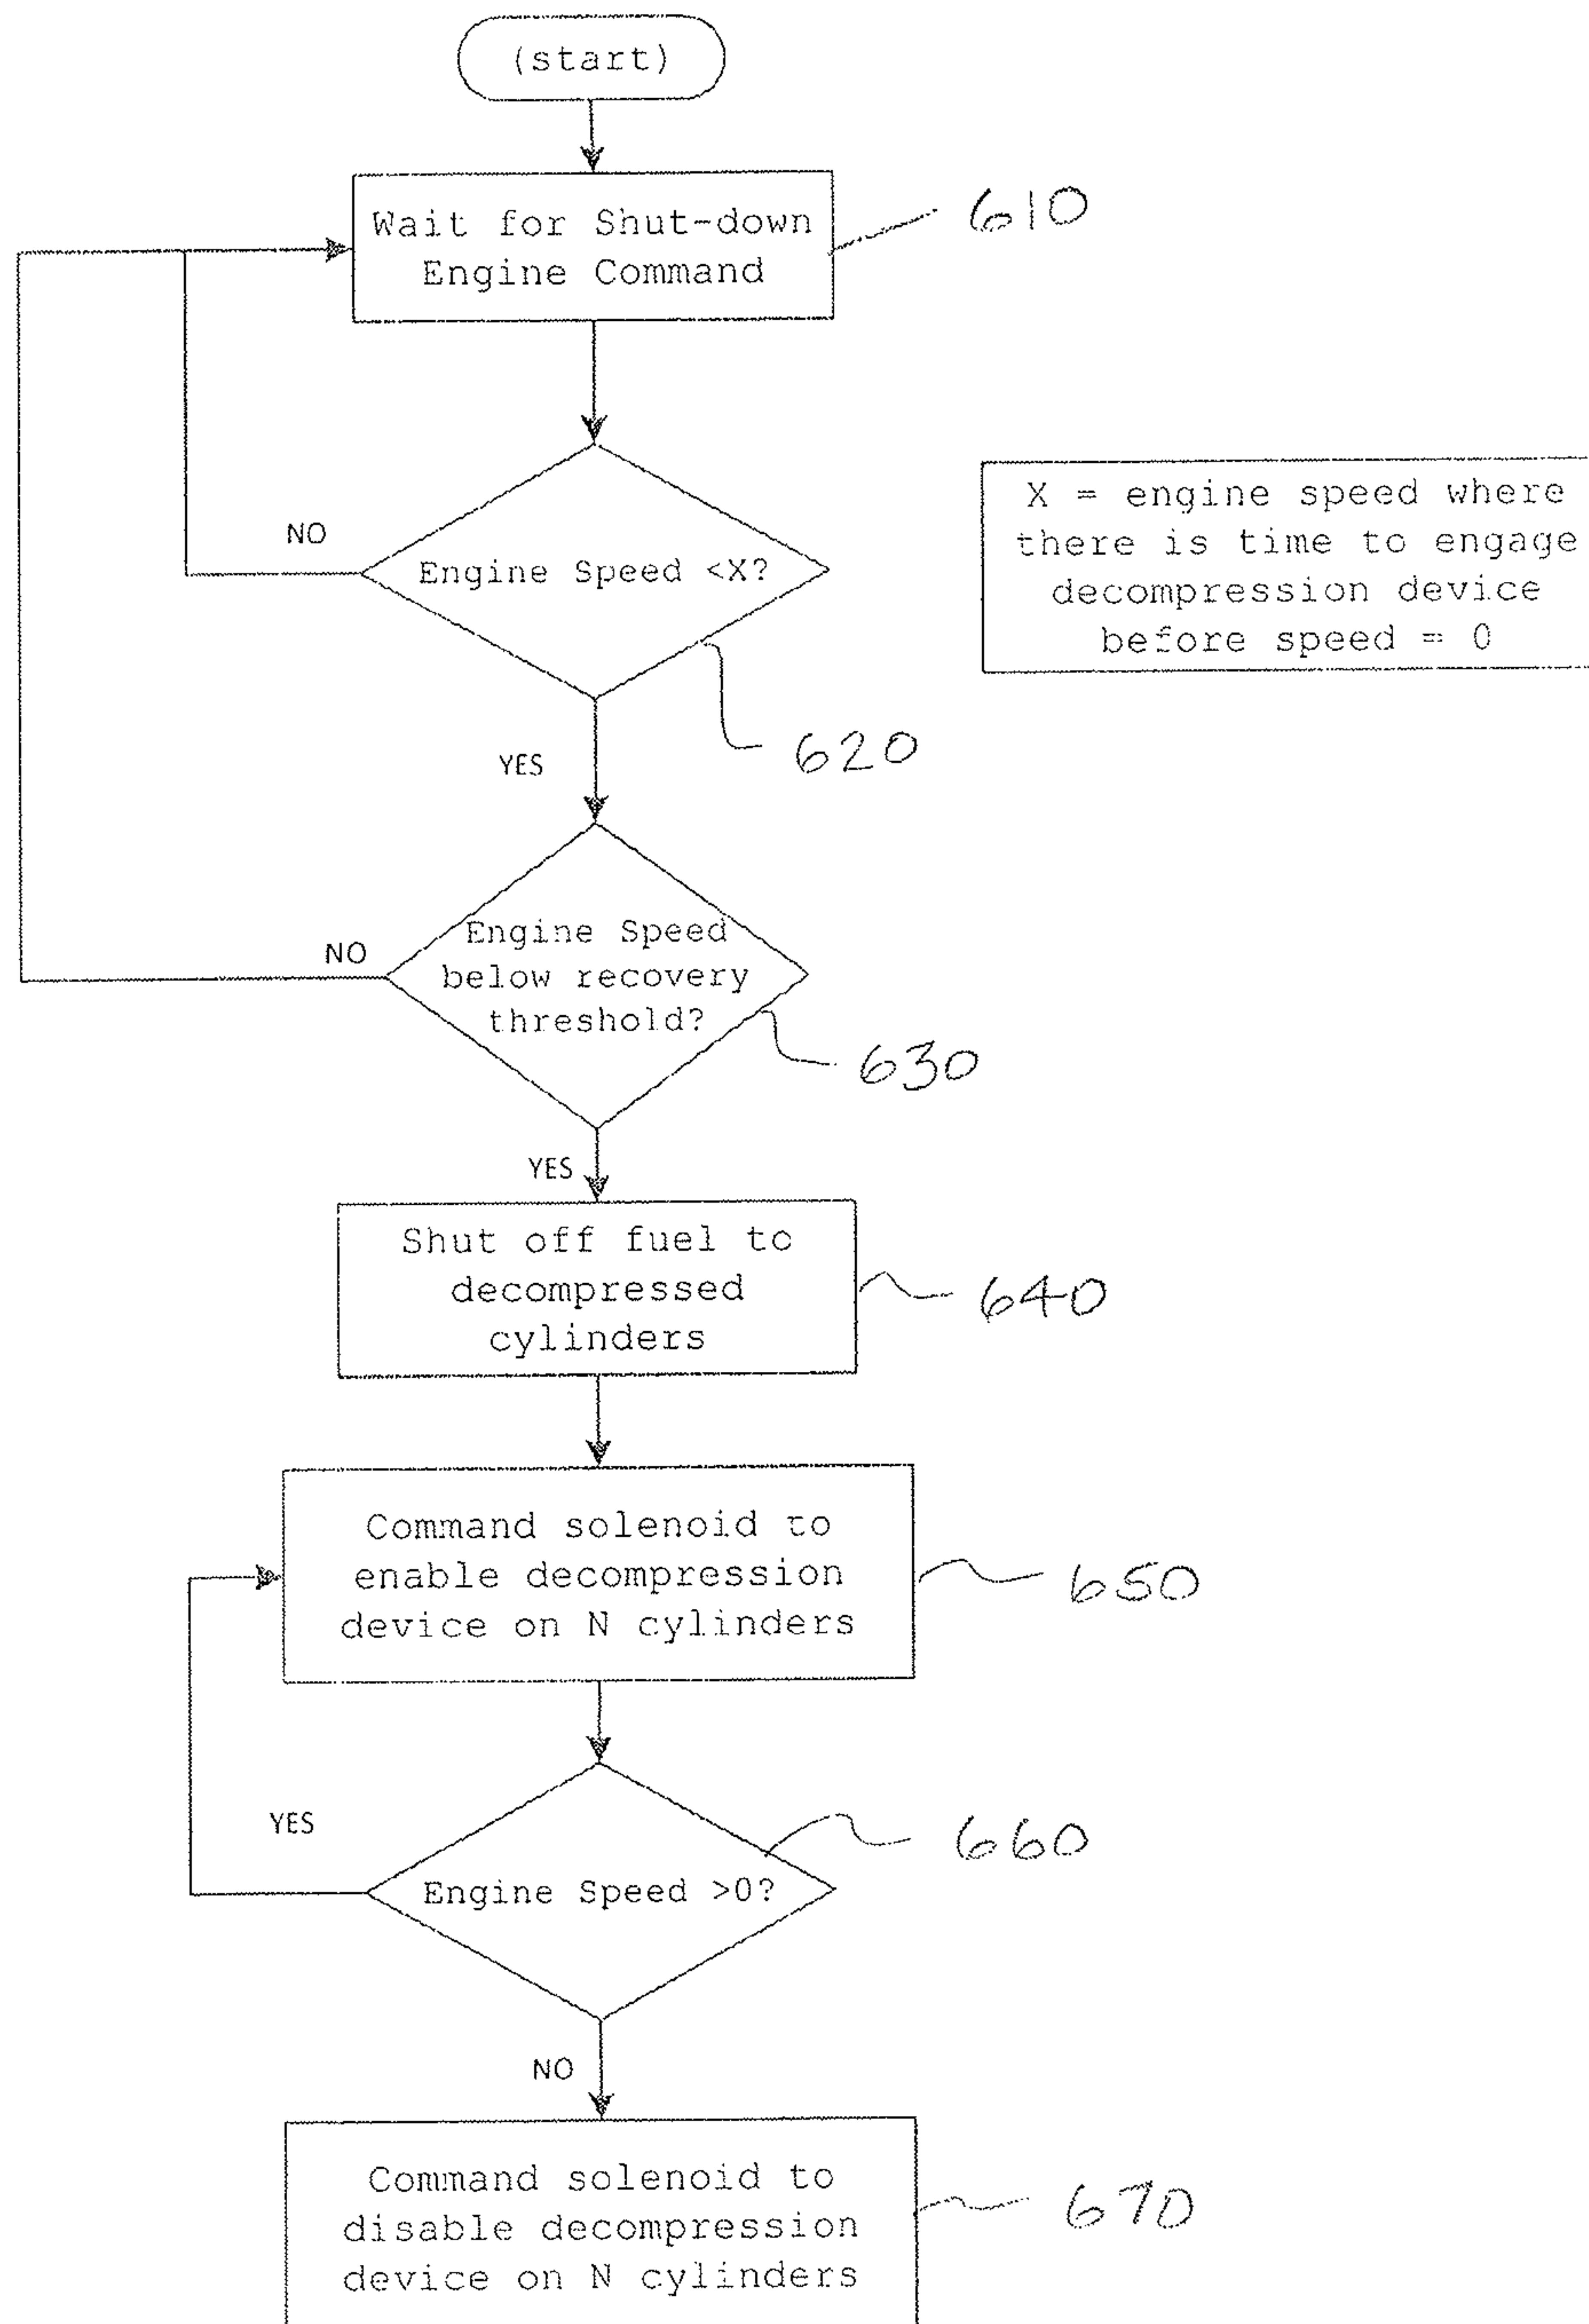 (start)
Wait for Shut-down
Engine Command
610
NO
Engine Speed <X?
X = engine speed where
there is time to engage
decompression device
before speed = 0
620
YES
NO
Engine Speed
below recovery
threshold?
630
YES
Shut off fuel to
decompressed
cylinders
640
Command solenoid to
enable decompression
device on N cylinders
650
YES
Engine Speed >0?
660
NO
Command solenoid to
disable decompression
device on N cylinders
670